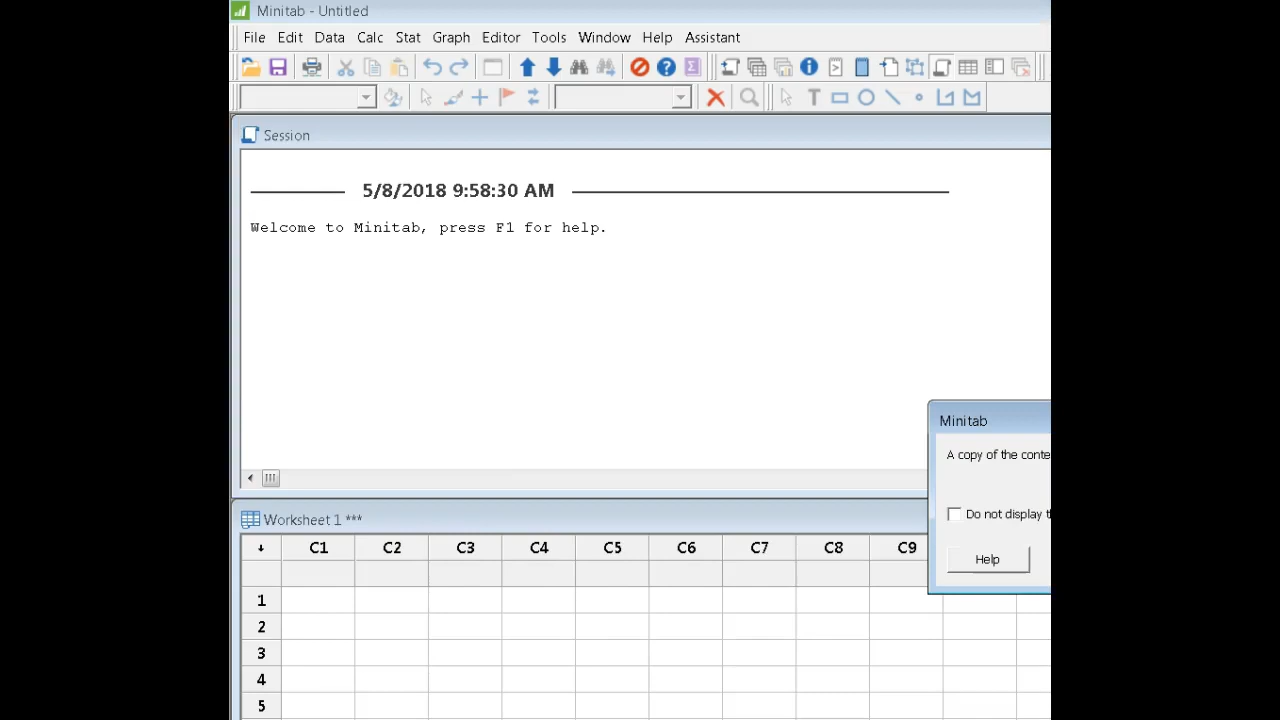 Minitab - Untitled
File Edit Data Calc Stat Graph Editor Tools Window Help Assistant
Session
5/8/2018 9:58:30 AM
Welcome to Minitab, press F1 for help.
Minitab
A copy of the conte
Do not display th
Help
Worksheet 1 ***
C1 C2 C3 C4 C5 C6 C7 C8 C9
1
2
3
4
5